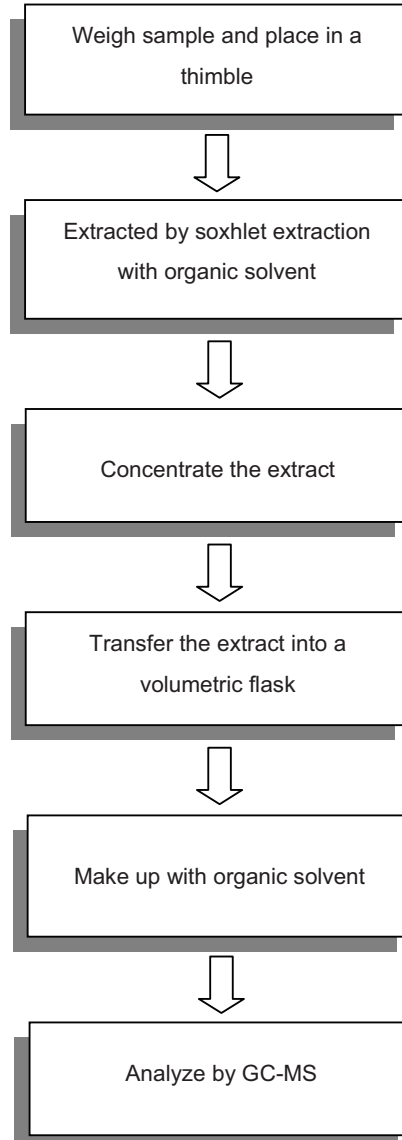 Weigh sample and place in a
thimble
Extracted by soxhlet extraction
with organic solvent
Concentrate the extract
Transfer the extract into a
volumetric flask
Make up with organic solvent
Analyze by GC-MS